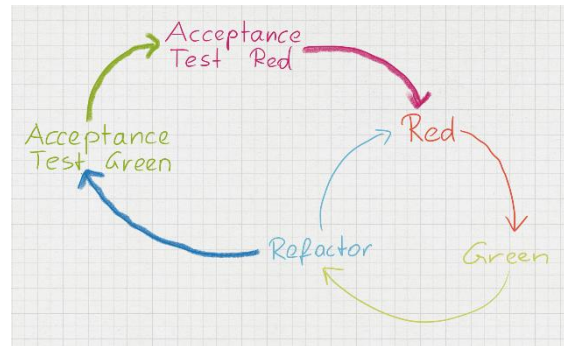 Acceptance
Test Red
Red
Acceptance
Test Green
Refactor
Green